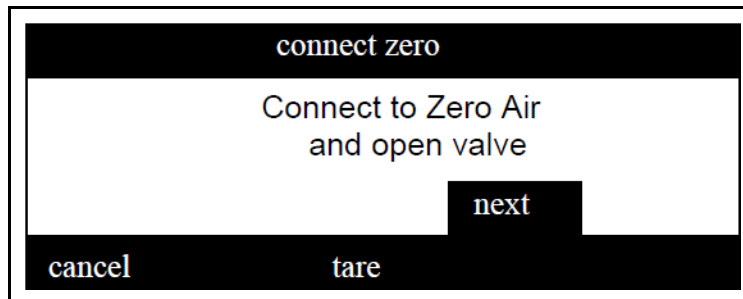 connect zero
Connect to Zero Air
and open valve
next
cancel
tare